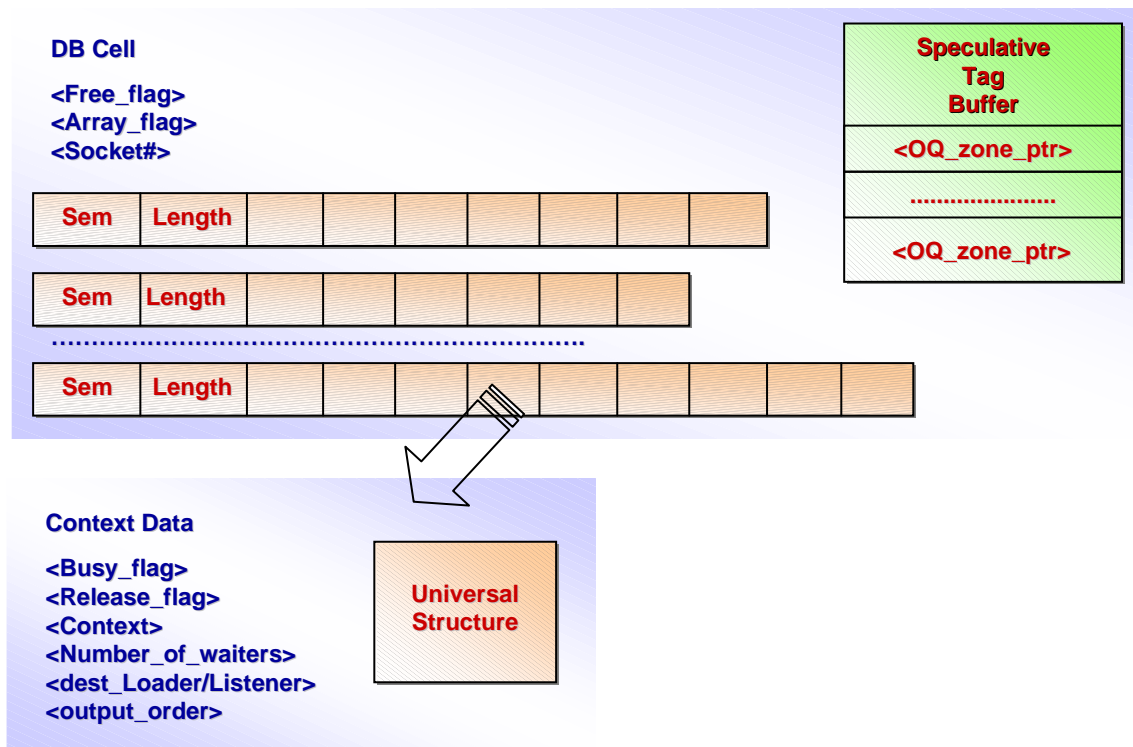 DB Cell
<Free_flag>
<Array_flag>
<Socket#>
Speculative
Tag
Buffer
<OQ_zone_ptr>
......................
<OQ_zone_ptr>
Sem Length
Sem Length
..................................................................
Sem Length
Context Data
<Busy_flag>
<Release_flag>
<Context>
<Number_of_waiters>
<dest_Loader/Listener>
<output_order>
Universal
Structure